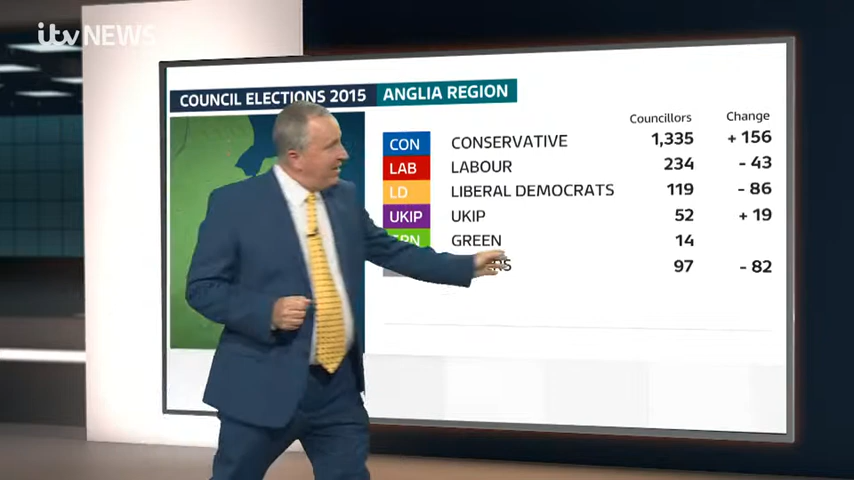 itv NEWS
COUNCIL ELECTIONS 2015 ANGLIA REGION
Councillors Change
CON CONSERVATIVE 1,335 + 156
LAB LABOUR 234 - 43
LD LIBERAL DEMOCRATS 119 - 86
UKIP UKIP 52 + 19
GREEN 14
97 - 82